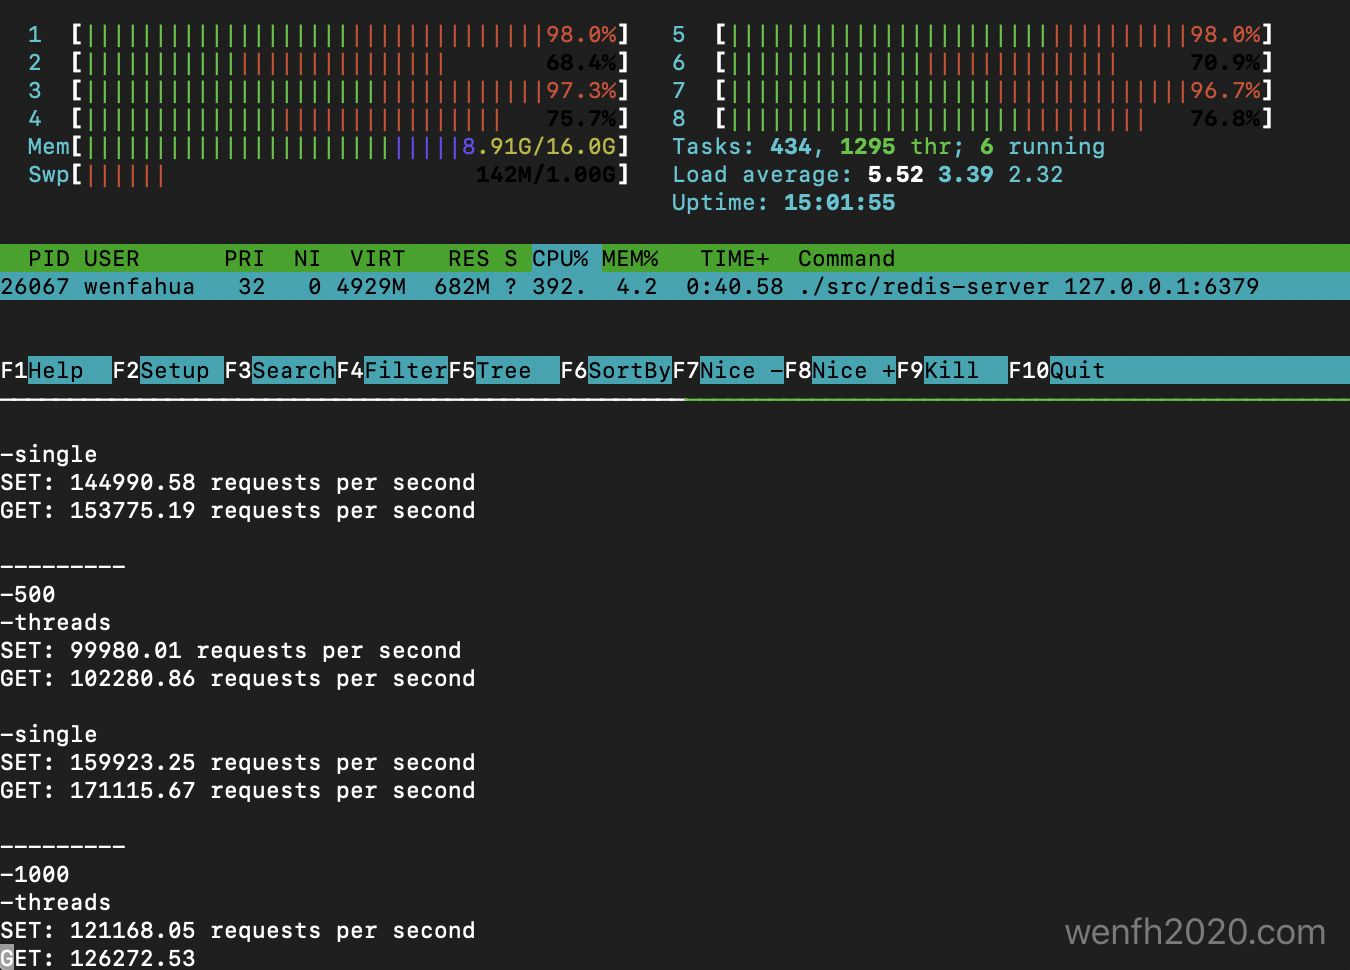 1 [98.0%] 5 [98.0%]
2 [68.4%] 6 [70.9%]
3 [97.3%] 7 [96.7%]
4 [75.7%] 8 [76.8%]
Mem[8.91G/16.0G] Tasks: 434, 1295 thr; 6 running
Swp[142M/1.00G] Load average: 5.52 3.39 2.32
Uptime: 15:01:55
PID USER PRI NI VIRT RES S CPU% MEM% TIME+ Command
26067 wenfahua 32 0 4929M 682M ? 392. 4.2 0:40.58 ./src/redis-server 127.0.0.1:6379
F1Help F2Setup F3SearchF4FilterF5Tree F6SortByF7Nice -F8Nice +F9Kill F10Quit
-single
SET: 144990.58 requests per second
GET: 153775.19 requests per second
---------
-500
-threads
SET: 99980.01 requests per second
GET: 102280.86 requests per second
-single
SET: 159923.25 requests per second
GET: 171115.67 requests per second
---------
-1000
-threads
SET: 121168.05 requests per second
GET: 126272.53
wenfh2020.com